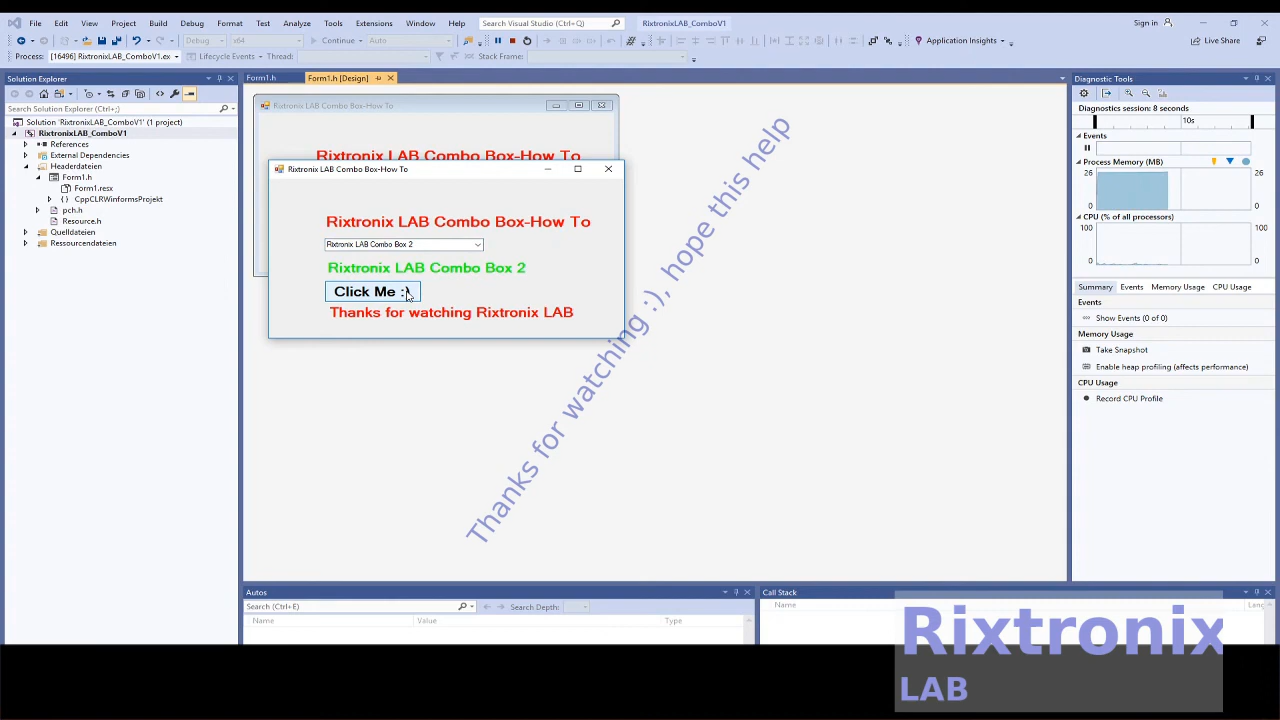 File Edit View Project Build Debug Format Test Analyze Tools Extensions Window Help Search Visual Studio (Ctrl+Q) RixtronixLAB_ComboV1 Sign in
Debug x64 Continue Auto Application Insights Live Share
Process: [16496] RixtronixLAB_ComboV1.ex Lifecycle Events Thread: Stack Frame:
Solution Explorer
Search Solution Explorer (Ctrl+;)
Solution 'RixtronixLAB_ComboV1' (1 project)
RixtronixLAB_ComboV1
References
External Dependencies
Headerdateien
Form1.h
Form1.resx
CppCLRWinformsProjekt
pch.h
Resource.h
Quelldateien
Ressourcendateien
Form1.h Form1.h [Design]
Rixtronix LAB Combo Box-How To
Rixtronix LAB Combo Box-How To
Rixtronix LAB Combo Box-How To
Rixtronix LAB Combo Box-How To
Rixtronix LAB Combo Box 2
Rixtronix LAB Combo Box 2
Click Me :)
Thanks for watching Rixtronix LAB
Thanks for watching :), hope this help
Diagnostic Tools
Diagnostics session: 8 seconds
10s
Events
Process Memory (MB)
26 26
0 0
CPU (% of all processors)
100 100
0 0
Summary Events Memory Usage CPU Usage
Events
Show Events (0 of 0)
Memory Usage
Take Snapshot
Enable heap profiling (affects performance)
CPU Usage
Record CPU Profile
Autos
Search (Ctrl+E) Search Depth:
Name Value Type
Call Stack
Name Lang
Rixtronix
LAB